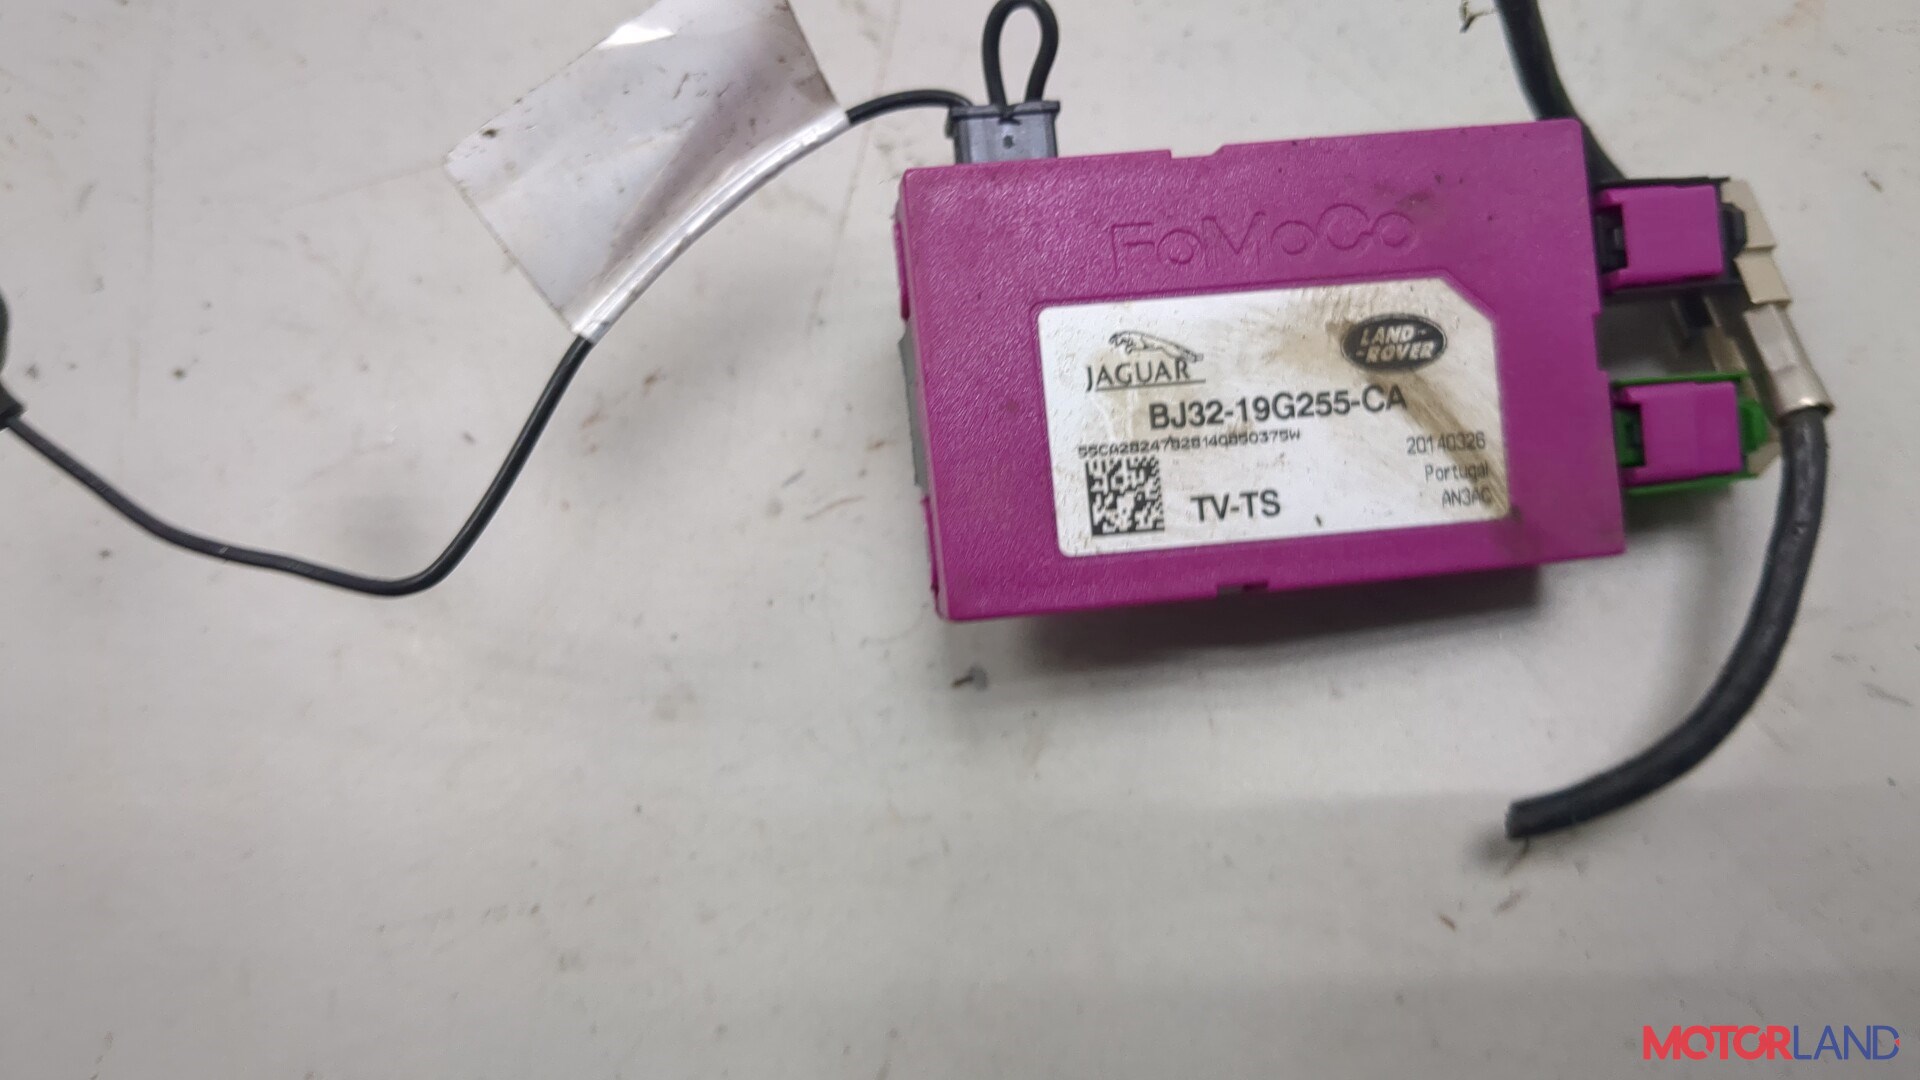 FoMoCo
JAGUAR
LAND-
-ROVER
BJ32-19G255-CA
20140326
Portugal
TV-TS
AN3AC
MOTORLAND